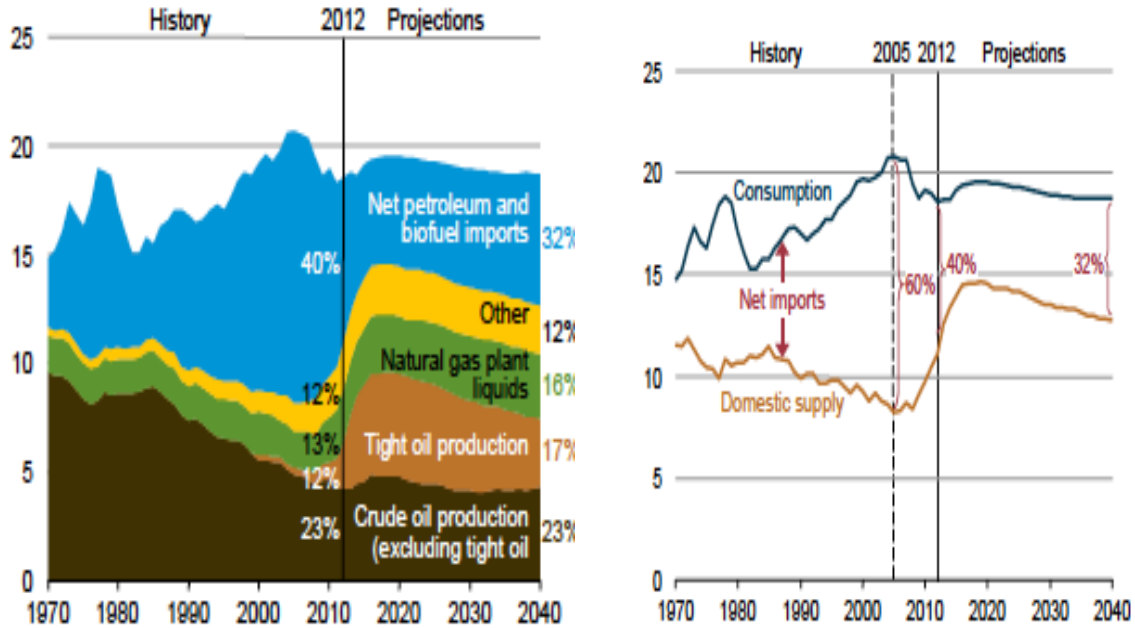 History 2012 Projections
25
20
15
10
5
0
Net petroleum and
biofuel imports
32%
40%
Other
12%
12%
Natural gas plant
liquids
16%
13%
Tight oil production
17%
12%
Crude oil production
(excluding tight oil
23%
23%
1970 1980 1990 2000 2010 2020 2030 2040
History 2005 2012 Projections
25
20
15
10
5
0
Consumption
Net imports
60%
40%
32%
Domestic supply
1970 1980 1990 2000 2010 2020 2030 2040